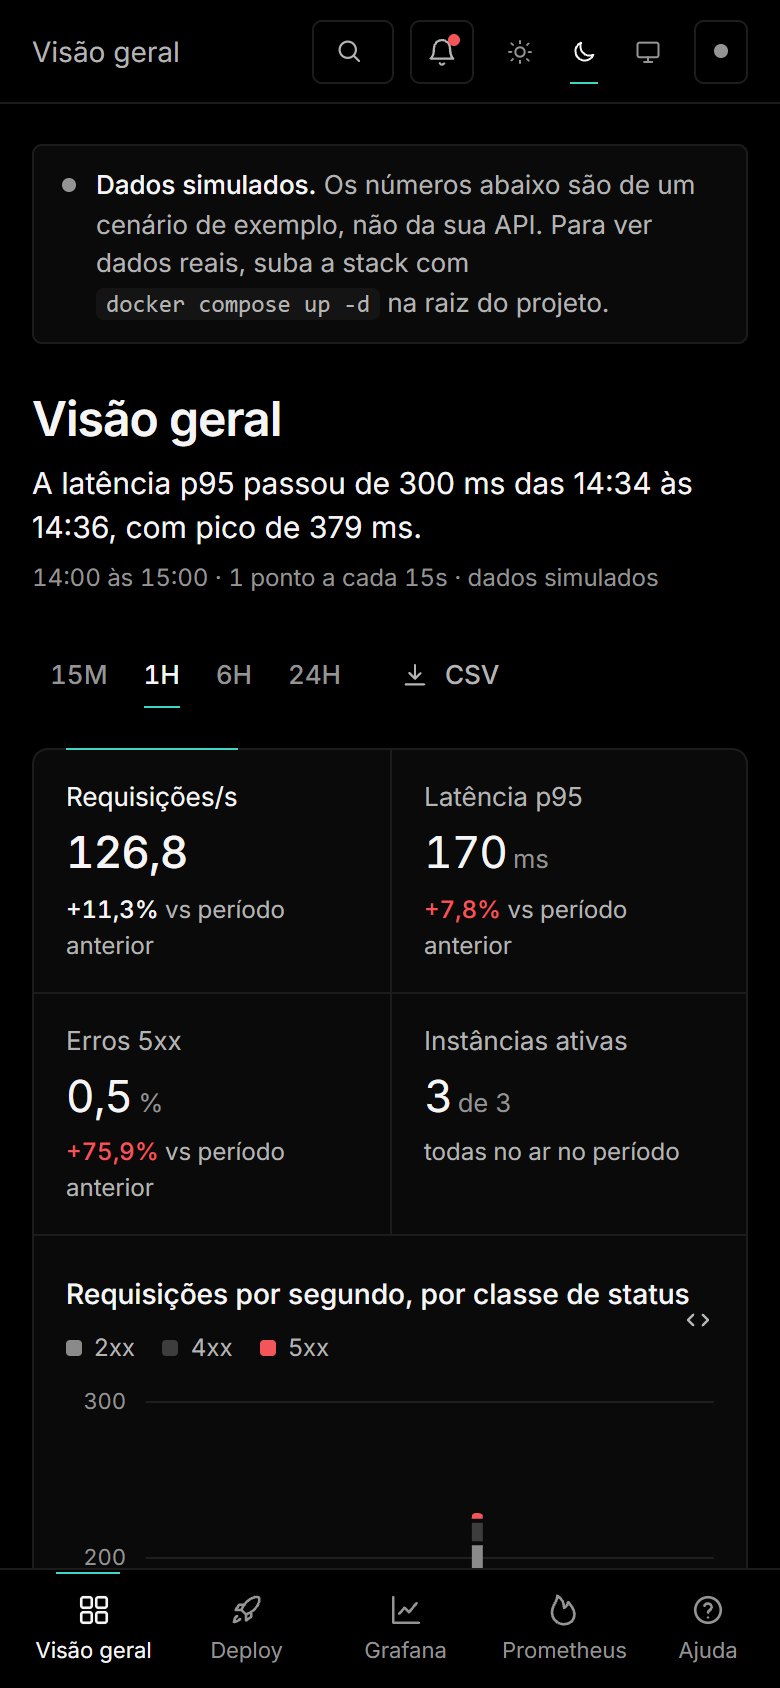 Visão geral
Dados simulados. Os números abaixo são de um
cenário de exemplo, não da sua API. Para ver
dados reais, suba a stack com
docker compose up -d na raiz do projeto.
Visão geral
A latência p95 passou de 300 ms das 14:34 às
14:36, com pico de 379 ms.
14:00 às 15:00 · 1 ponto a cada 15s · dados simulados
15M 1H 6H 24H CSV
Requisições/s
126,8
+11,3% vs período
anterior
Latência p95
170 ms
+7,8% vs período
anterior
Erros 5xx
0,5 %
+75,9% vs período
anterior
Instâncias ativas
3 de 3
todas no ar no período
Requisições por segundo, por classe de status
2xx 4xx 5xx
300
200
Visão geral Deploy Grafana Prometheus Ajuda